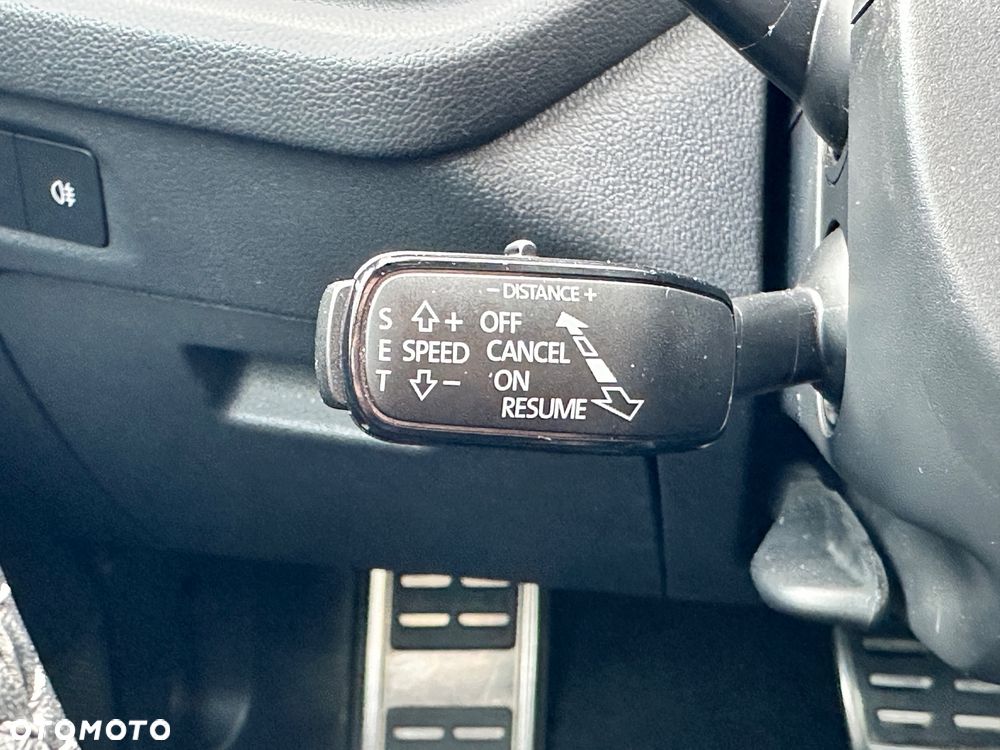 − DISTANCE +
S + OFF
E SPEED CANCEL
T − ON
RESUME
OTOMOTO